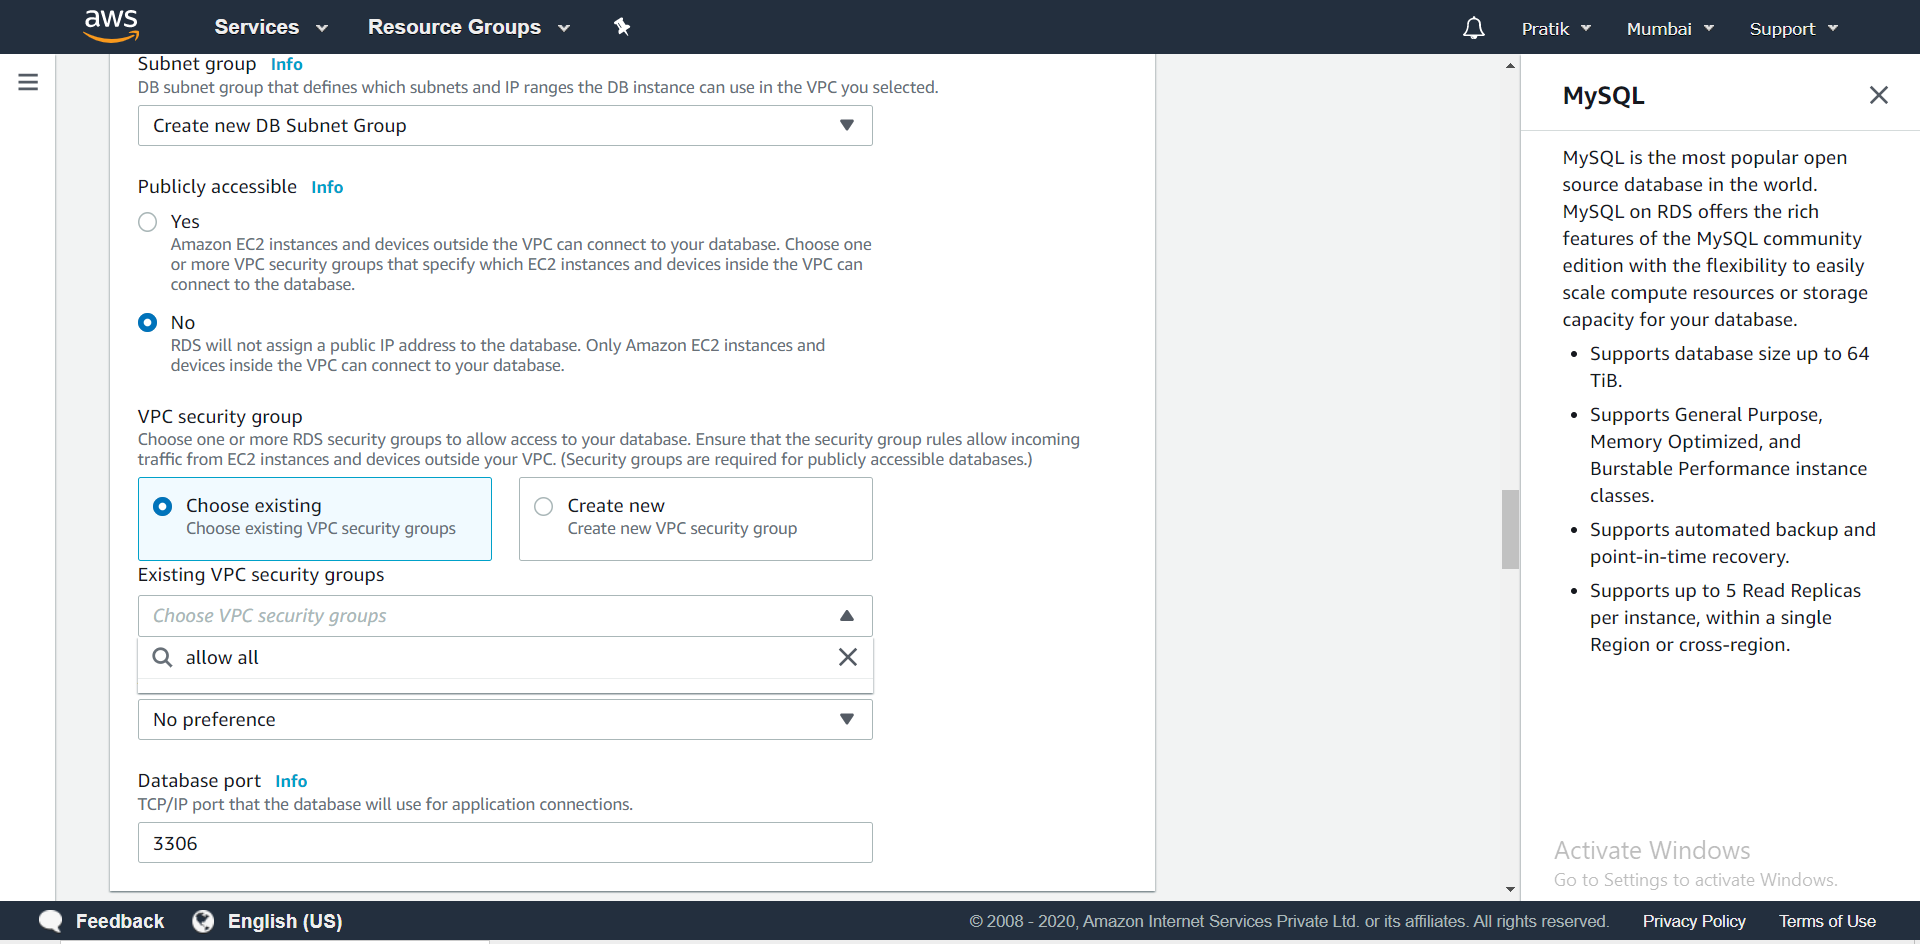 aws
Services
Resource Groups
Pratik
Mumbai
Support
Subnet group Info
DB subnet group that defines which subnets and IP ranges the DB instance can use in the VPC you selected.
Create new DB Subnet Group
Publicly accessible Info
Yes
Amazon EC2 instances and devices outside the VPC can connect to your database. Choose one
or more VPC security groups that specify which EC2 instances and devices inside the VPC can
connect to the database.
No
RDS will not assign a public IP address to the database. Only Amazon EC2 instances and
devices inside the VPC can connect to your database.
VPC security group
Choose one or more RDS security groups to allow access to your database. Ensure that the security group rules allow incoming
traffic from EC2 instances and devices outside your VPC. (Security groups are required for publicly accessible databases.)
Choose existing
Choose existing VPC security groups
Create new
Create new VPC security group
Existing VPC security groups
Choose VPC security groups
allow all
No preference
Database port Info
TCP/IP port that the database will use for application connections.
3306
MySQL
MySQL is the most popular open
source database in the world.
MySQL on RDS offers the rich
features of the MySQL community
edition with the flexibility to easily
scale compute resources or storage
capacity for your database.
• Supports database size up to 64
TiB.
• Supports General Purpose,
Memory Optimized, and
Burstable Performance instance
classes.
• Supports automated backup and
point-in-time recovery.
• Supports up to 5 Read Replicas
per instance, within a single
Region or cross-region.
Activate Windows
Go to Settings to activate Windows.
Feedback
English (US)
© 2008 - 2020, Amazon Internet Services Private Ltd. or its affiliates. All rights reserved.
Privacy Policy
Terms of Use